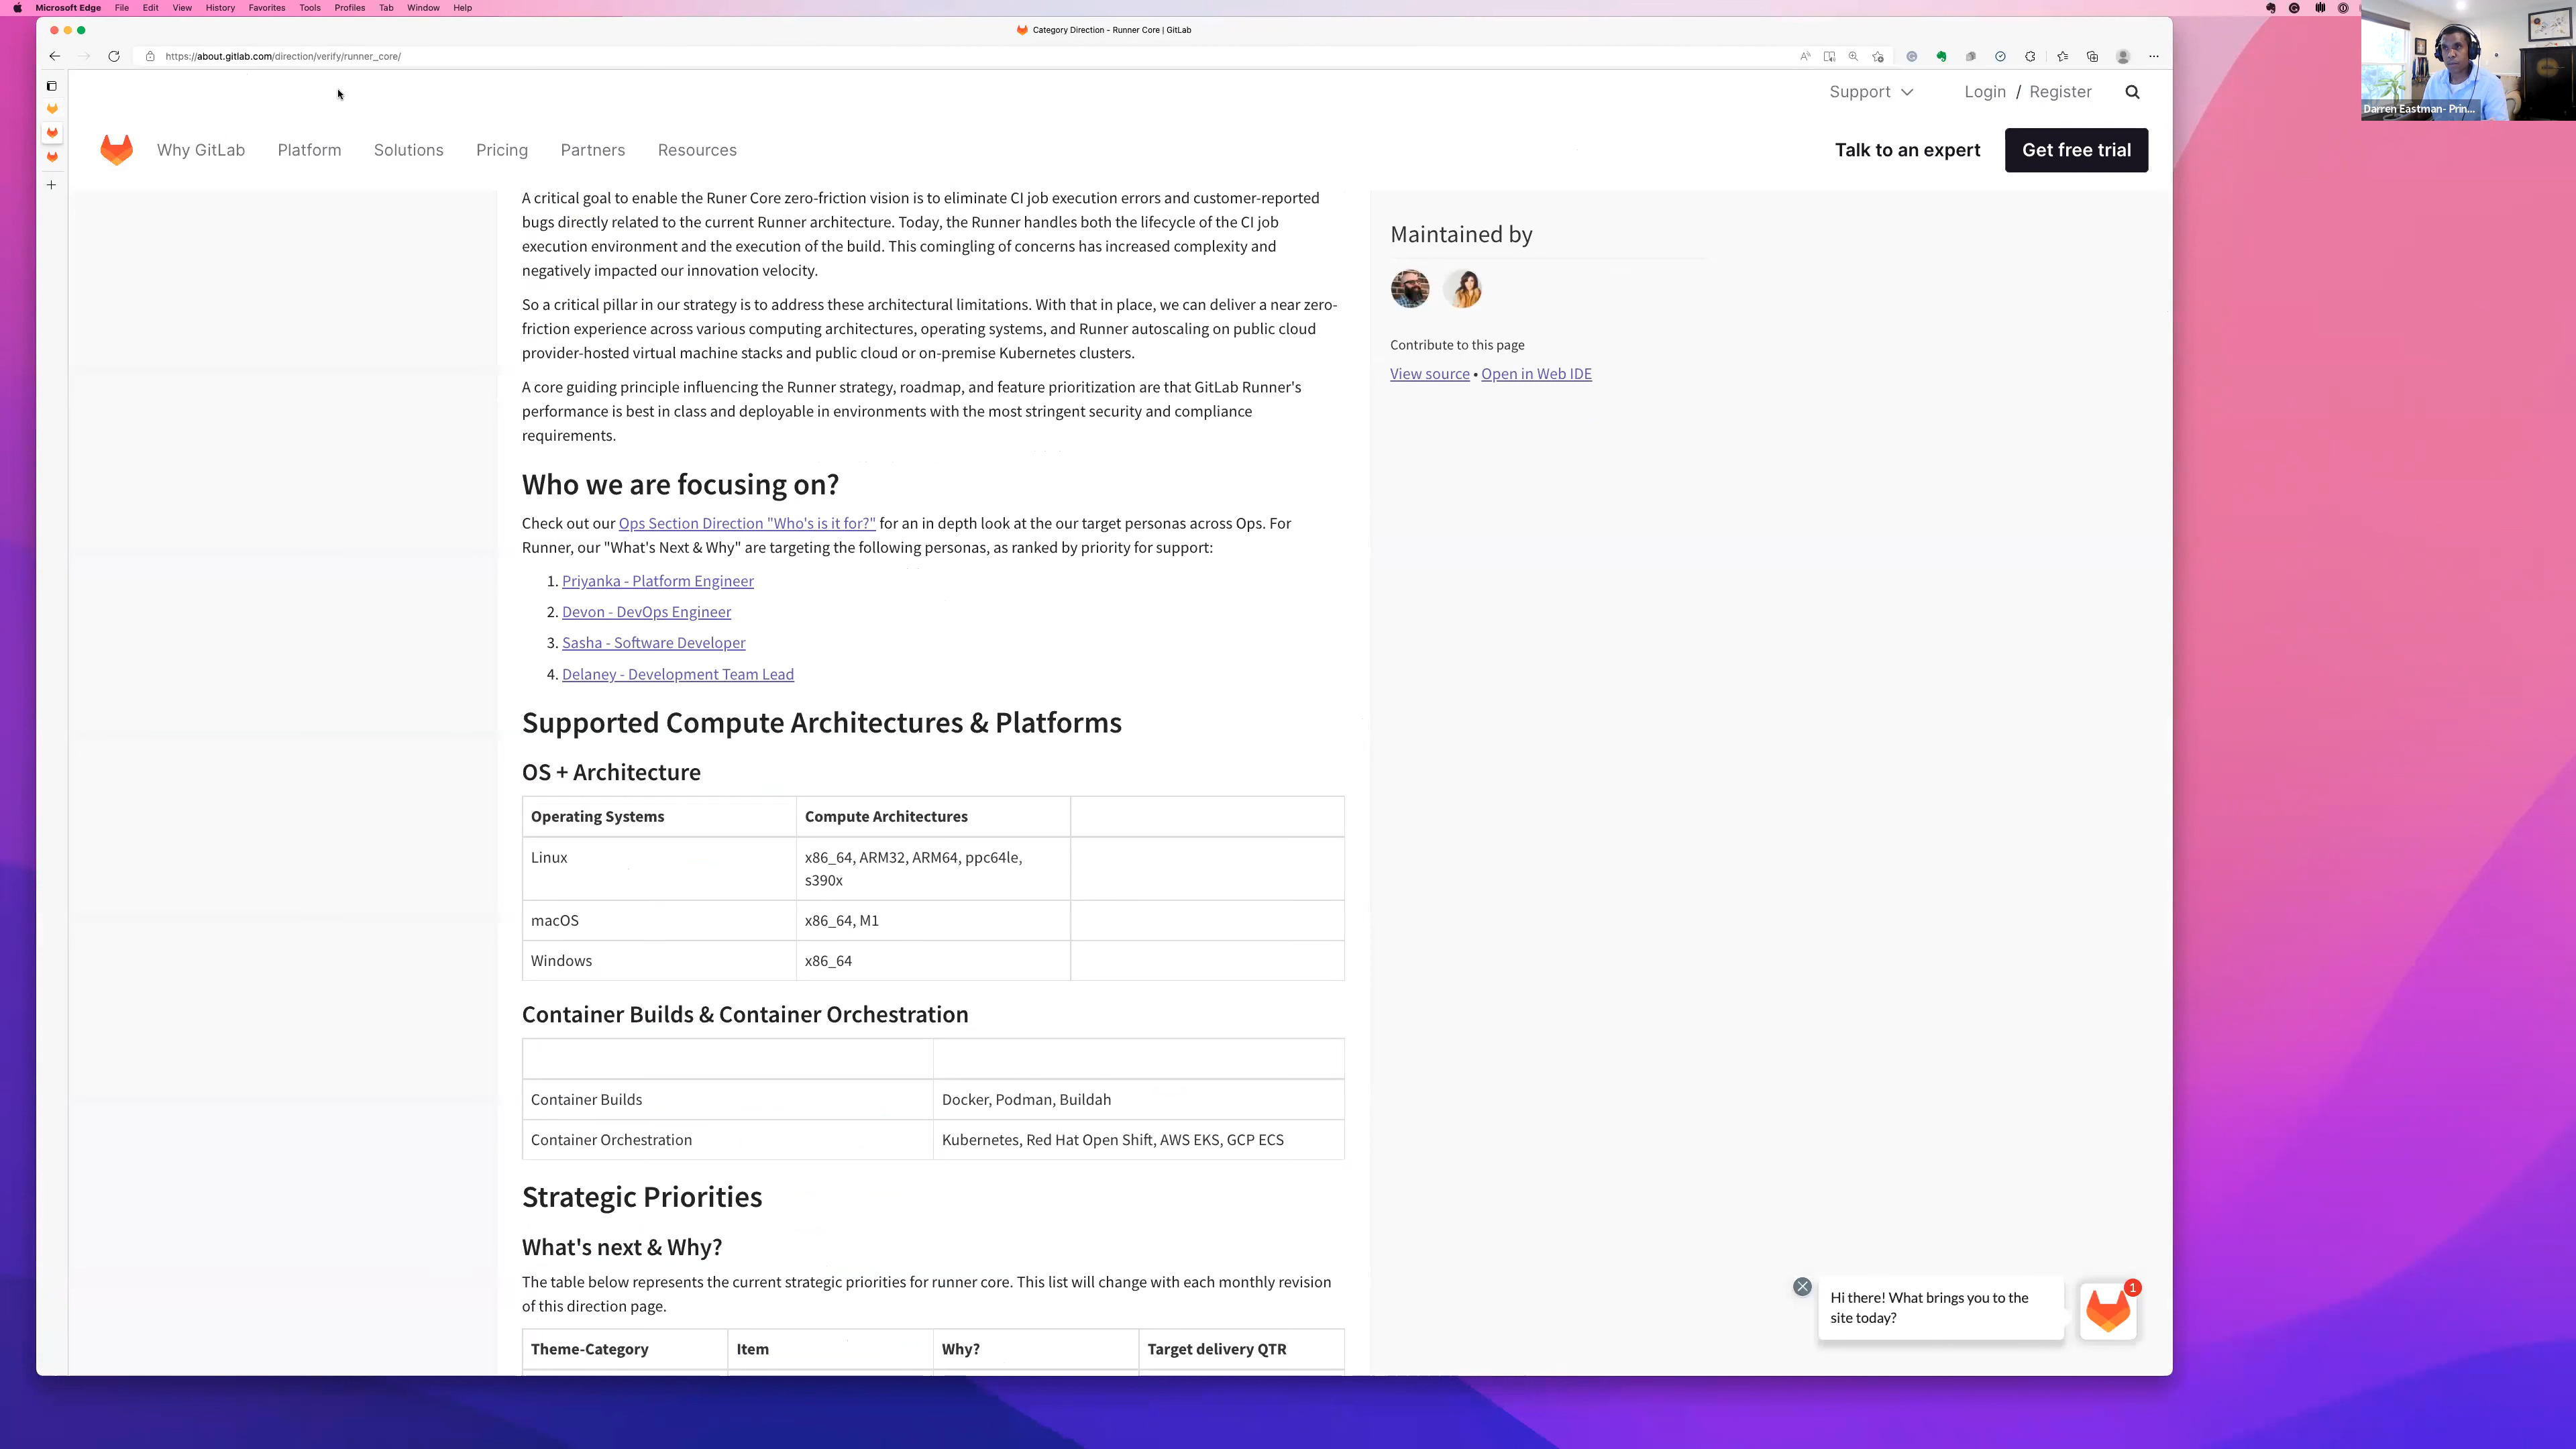 Microsoft Edge File Edit View History Favorites Tools Profiles Tab Window Help
Category Direction - Runner Core | GitLab
https://about.gitlab.com/direction/verify/runner_core/
Darren Eastman- Prin...
Support
Login / Register
Why GitLab Platform Solutions Pricing Partners Resources
Talk to an expert
Get free trial
A critical goal to enable the Runer Core zero-friction vision is to eliminate CI job execution errors and customer-reported
bugs directly related to the current Runner architecture. Today, the Runner handles both the lifecycle of the CI job
execution environment and the execution of the build. This comingling of concerns has increased complexity and
negatively impacted our innovation velocity.
So a critical pillar in our strategy is to address these architectural limitations. With that in place, we can deliver a near zero-
friction experience across various computing architectures, operating systems, and Runner autoscaling on public cloud
provider-hosted virtual machine stacks and public cloud or on-premise Kubernetes clusters.
A core guiding principle influencing the Runner strategy, roadmap, and feature prioritization are that GitLab Runner's
performance is best in class and deployable in environments with the most stringent security and compliance
requirements.
Maintained by
Contribute to this page
View source • Open in Web IDE
Who we are focusing on?
Check out our Ops Section Direction "Who's is it for?" for an in depth look at the our target personas across Ops. For
Runner, our "What's Next & Why" are targeting the following personas, as ranked by priority for support:
1. Priyanka - Platform Engineer
2. Devon - DevOps Engineer
3. Sasha - Software Developer
4. Delaney - Development Team Lead
Supported Compute Architectures & Platforms
OS + Architecture
Operating Systems Compute Architectures
Linux x86_64, ARM32, ARM64, ppc64le,
s390x
macOS x86_64, M1
Windows x86_64
Container Builds & Container Orchestration
Container Builds Docker, Podman, Buildah
Container Orchestration Kubernetes, Red Hat Open Shift, AWS EKS, GCP ECS
Strategic Priorities
What's next & Why?
The table below represents the current strategic priorities for runner core. This list will change with each monthly revision
of this direction page.
Theme-Category Item Why? Target delivery QTR
Hi there! What brings you to the
site today?
1